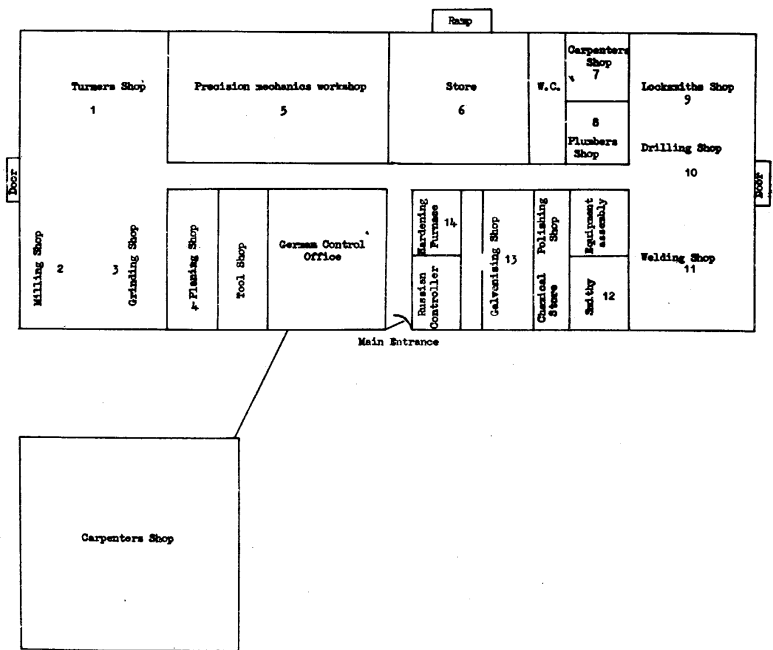 Ramp
Turners Shop
1
Precision mechanics workshop
5
Store
6
W.C.
Carpenters
Shop
7
8
Plumbers
Shop
Locksmiths Shop
9
Drilling Shop
10
Door
Door
Milling Shop
2
3
Grinding Shop
4 Planing Shop
Tool Shop
German Control
Office
Hardening
Furnase
14
Russian
Controller
Galvonising Shop
13
Polishing
Shop
Chemical
Store
Equipment
assembly
Smithy
12
Welding Shop
11
Main Entrance
Carpenters Shop